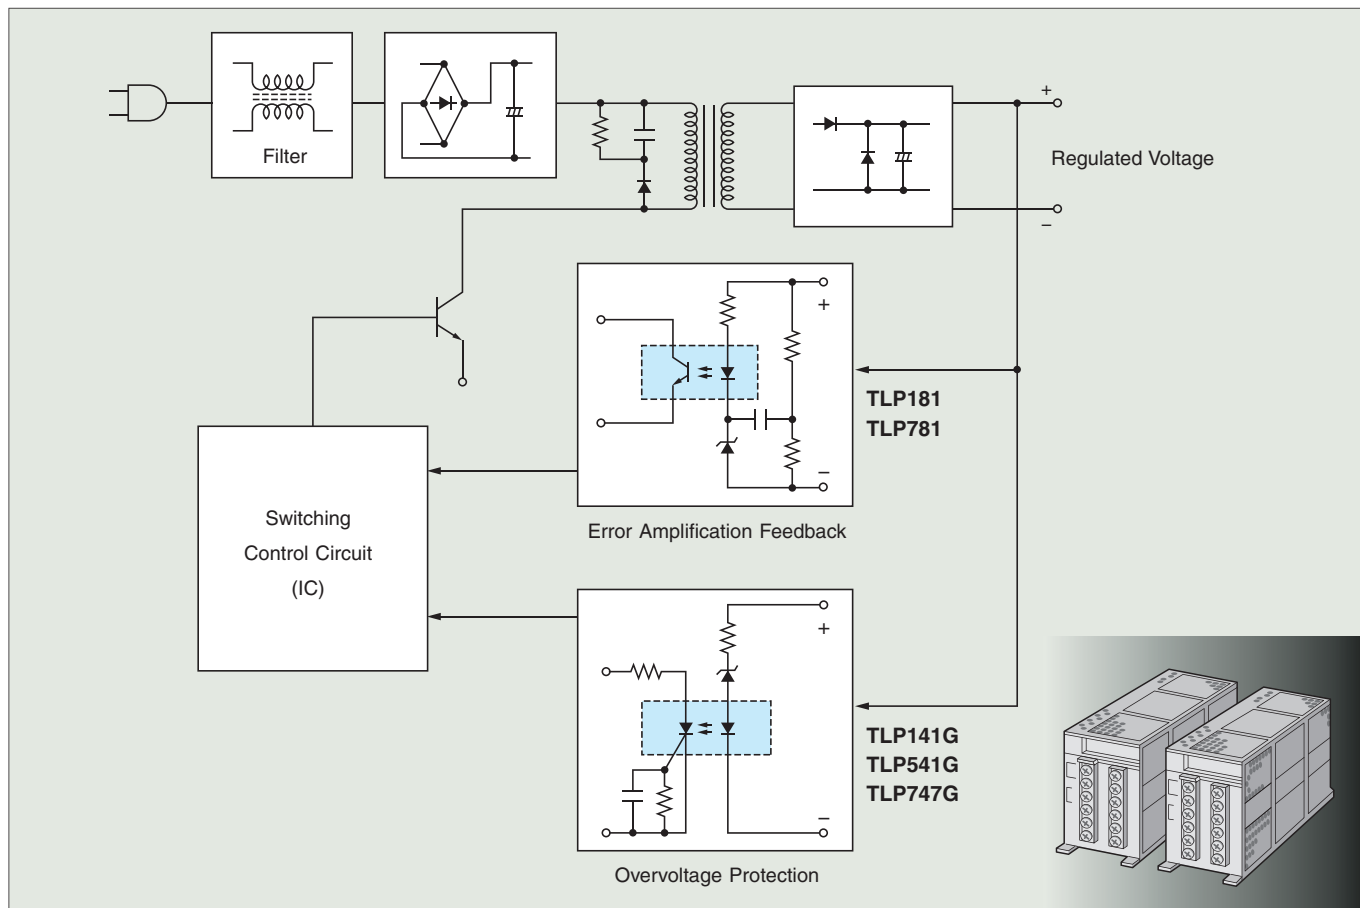 Filter
+
Regulated Voltage
−
+
TLP181
TLP781
−
Error Amplification Feedback
Switching
Control Circuit
(IC)
+
TLP141G
TLP541G
TLP747G
−
Overvoltage Protection